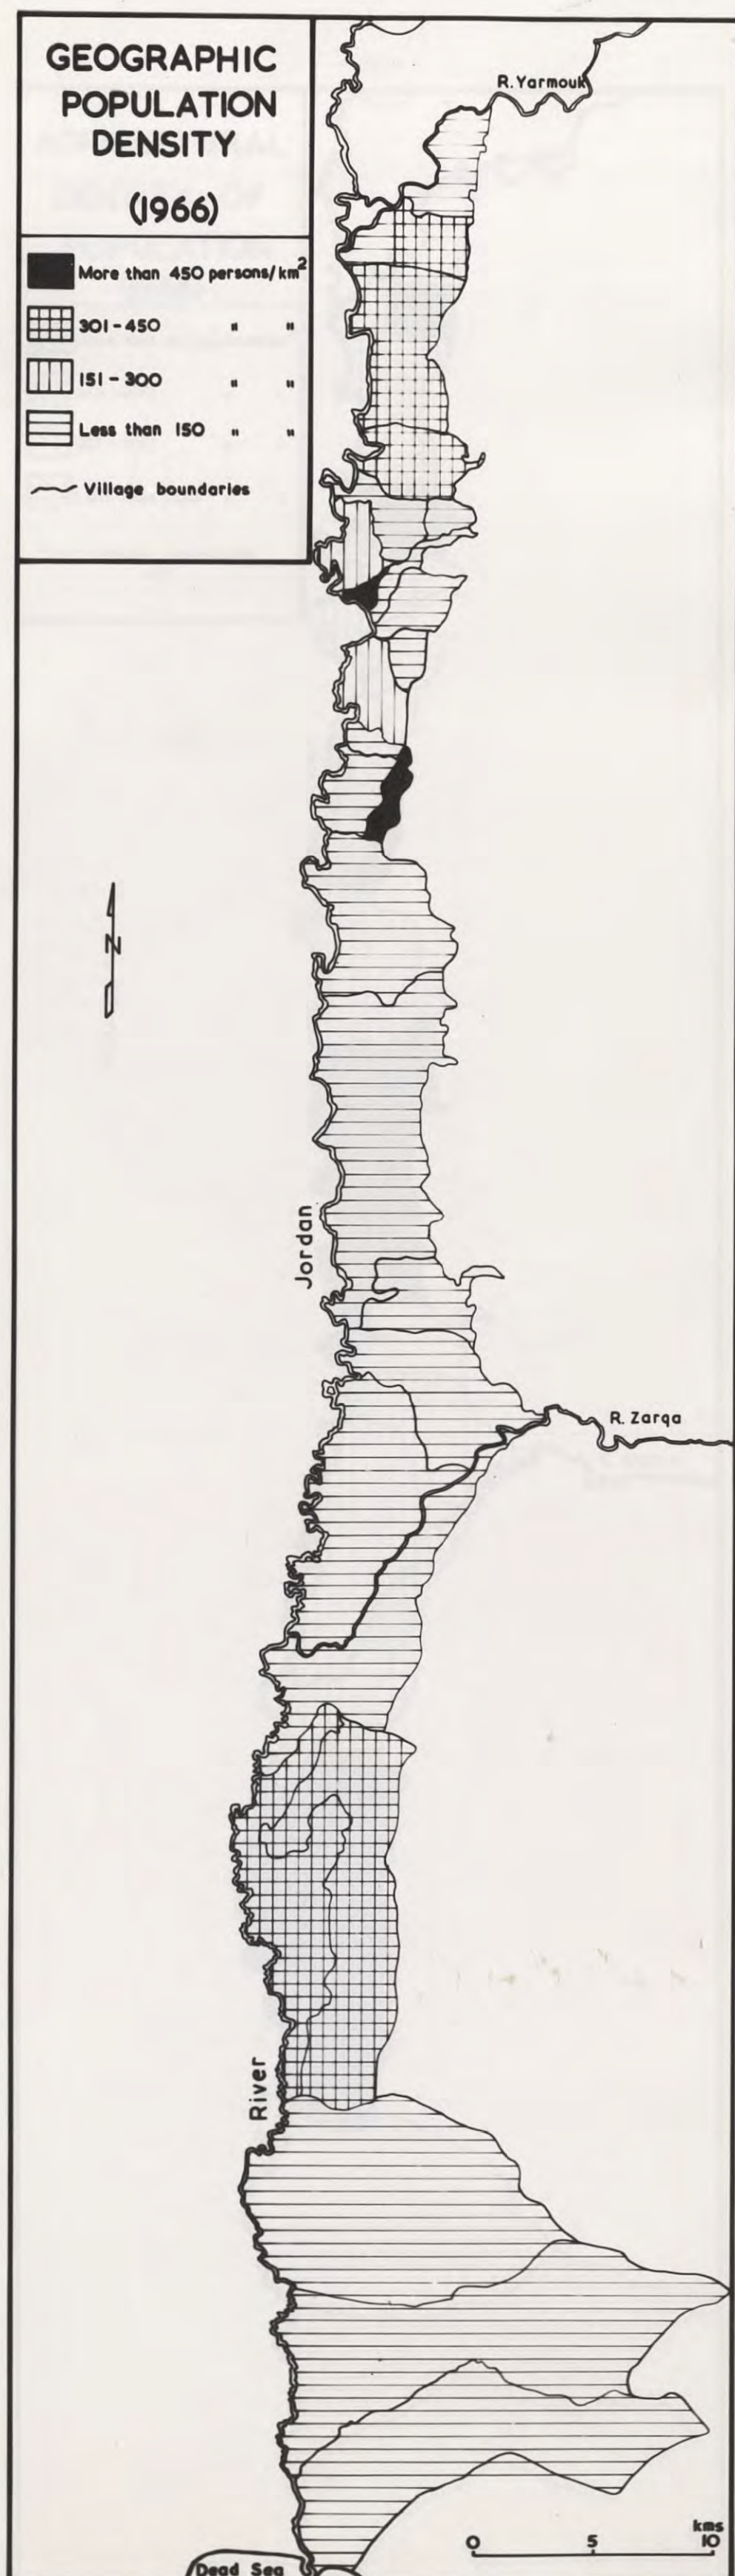 GEOGRAPHIC
POPULATION
DENSITY
(1966)
More than 450 persons/km²
301-450 " "
151-300 " "
Less than 150 " "
Village boundaries
R. Yarmouk
N
Jordan
R. Zarqa
River
kms
0 5 10
Dead Sea